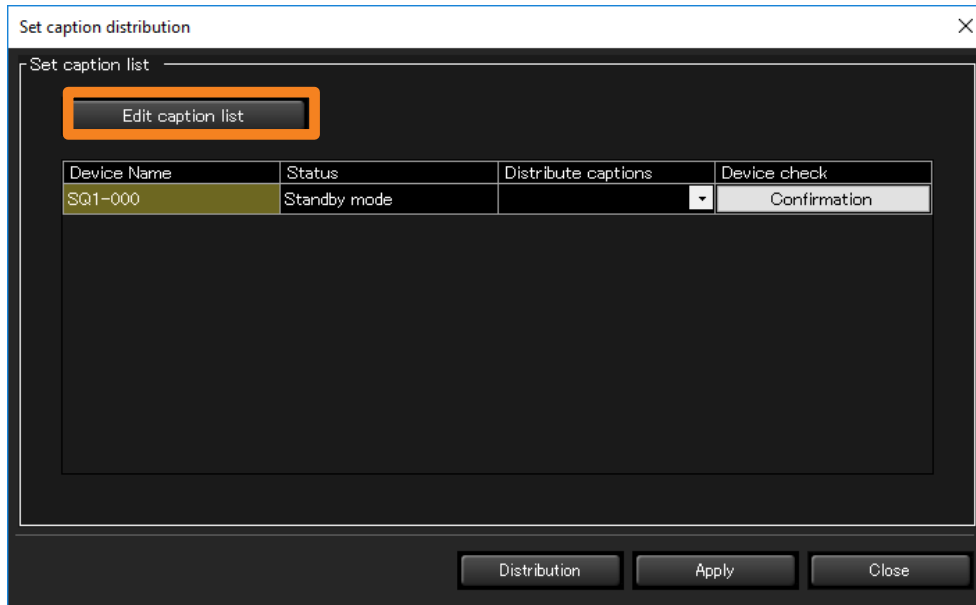 Set caption distribution
Set caption list
Edit caption list
Device Name Status Distribute captions Device check
SQ1-000 Standby mode Confirmation
Distribution Apply Close